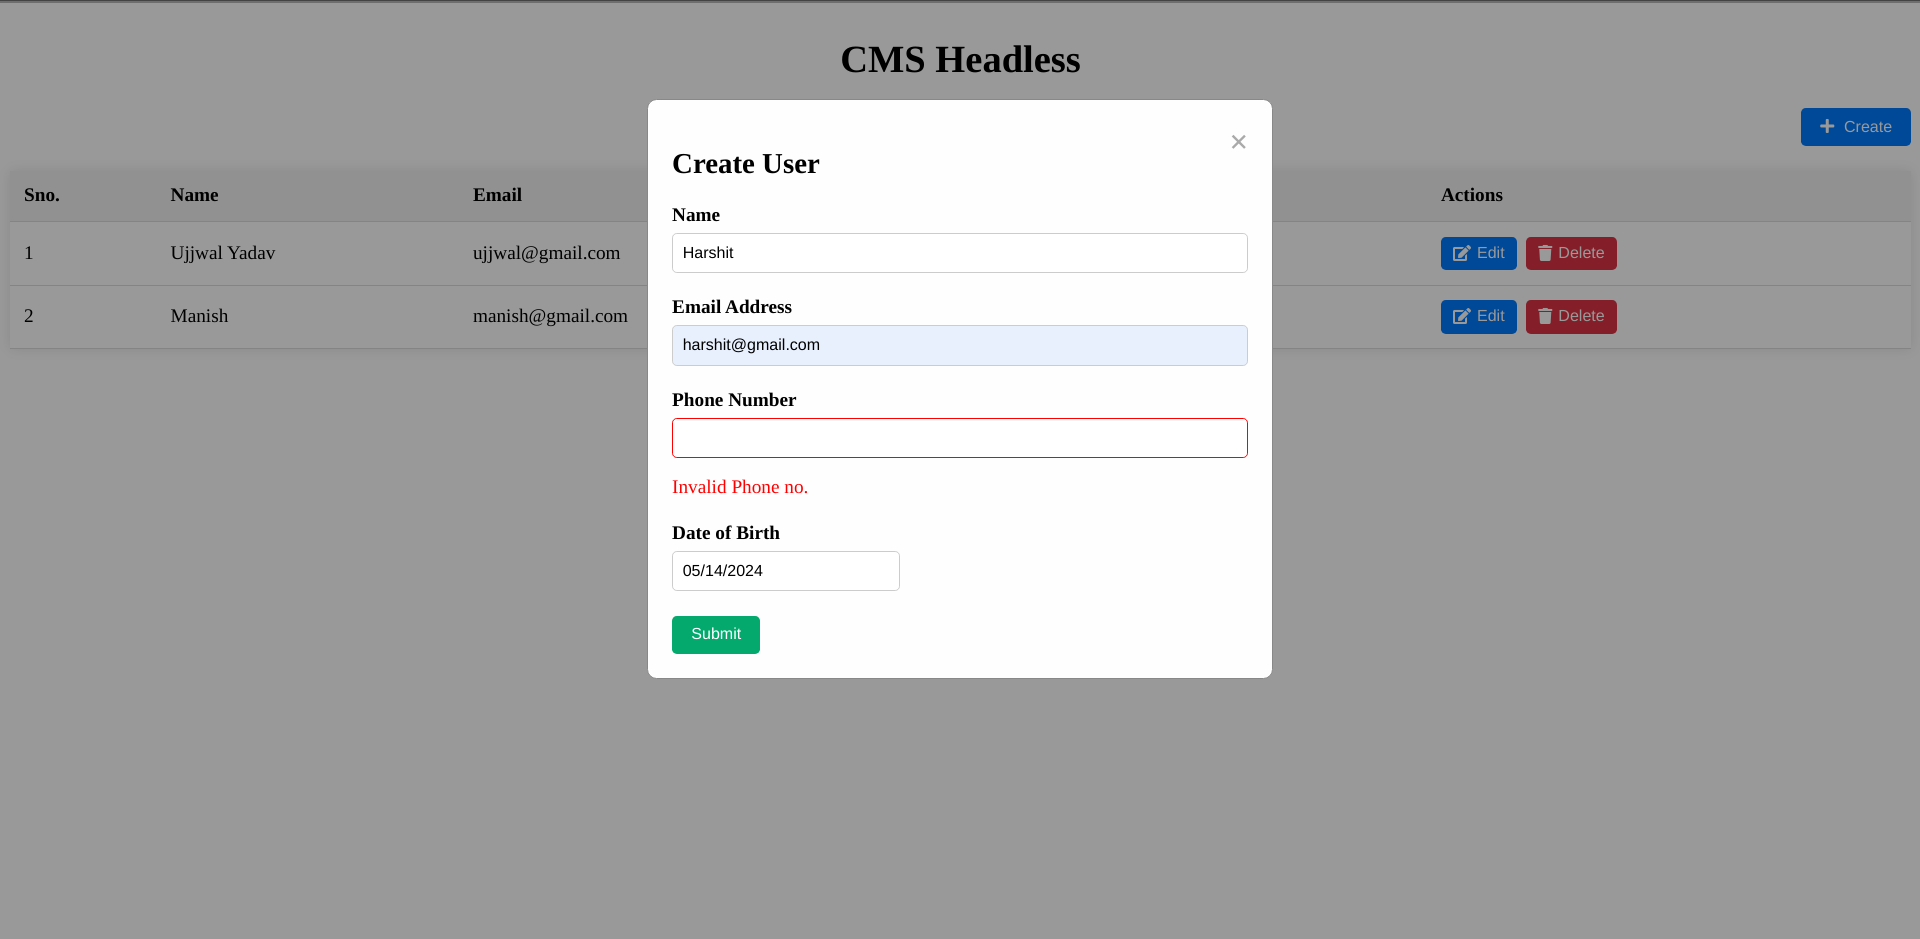 CMS Headless
Create
Sno. Name Email Actions
1 Ujjwal Yadav ujjwal@gmail.com Edit Delete
2 Manish manish@gmail.com Edit Delete
×
Create User
Name
Harshit
Email Address
harshit@gmail.com
Phone Number
Invalid Phone no.
Date of Birth
05/14/2024
Submit